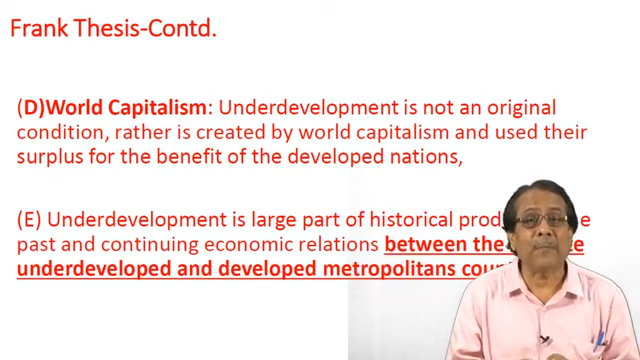 Frank Thesis-Contd.
(D)World Capitalism: Underdevelopment is not an original
condition, rather is created by world capitalism and used their
surplus for the benefit of the developed nations,
(E) Underdevelopment is large part of historical
past and continuing economic relations between the
underdeveloped and developed metropolitans